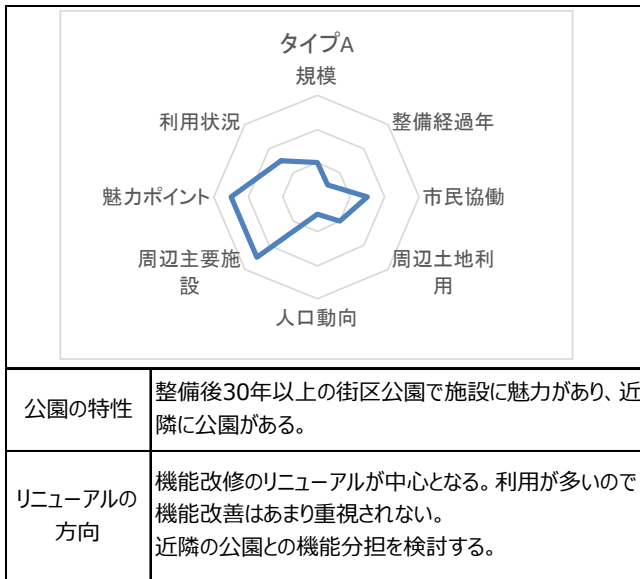 タイプA
規模
利用状況
整備経過年
魅力ポイント
市民協働
周辺主要施
設
周辺土地利
用
人口動向
公園の特性
整備後30年以上の街区公園で施設に魅力があり、近
隣に公園がある。
リニューアルの
方向
機能改修のリニューアルが中心となる。利用が多いので
機能改善はあまり重視されない。
近隣の公園との機能分担を検討する。